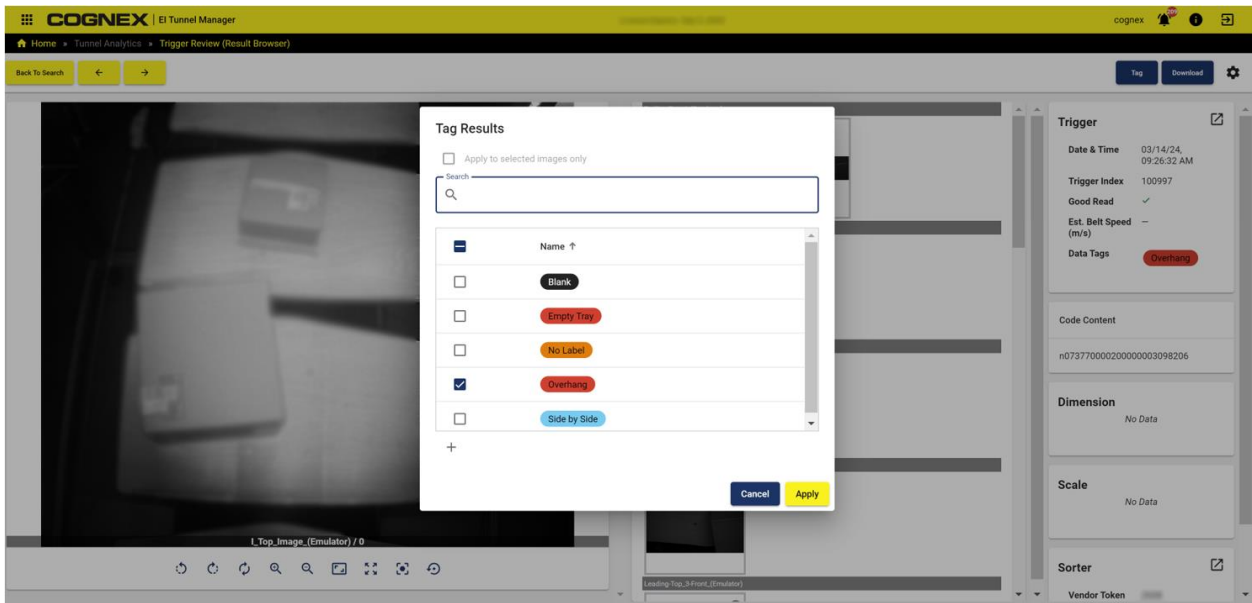 COGNEX | EI Tunnel Manager
cognex
Home » Tunnel Analytics » Trigger Review (Result Browser)
Back To Search
Tag
Download
Tag Results
Apply to selected images only
Search
Name ↑
Blank
Empty Tray
No Label
Overhang
Side by Side
+
Cancel
Apply
I_Top_Image_(Emulator) / 0
Leading-Top_3-Front_(Emulator)
Trigger
Date & Time 03/14/24,
09:26:32 AM
Trigger Index 100997
Good Read
Est. Belt Speed —
(m/s)
Data Tags Overhang
Code Content
Dimension
No Data
Scale
No Data
Sorter
Vendor Token